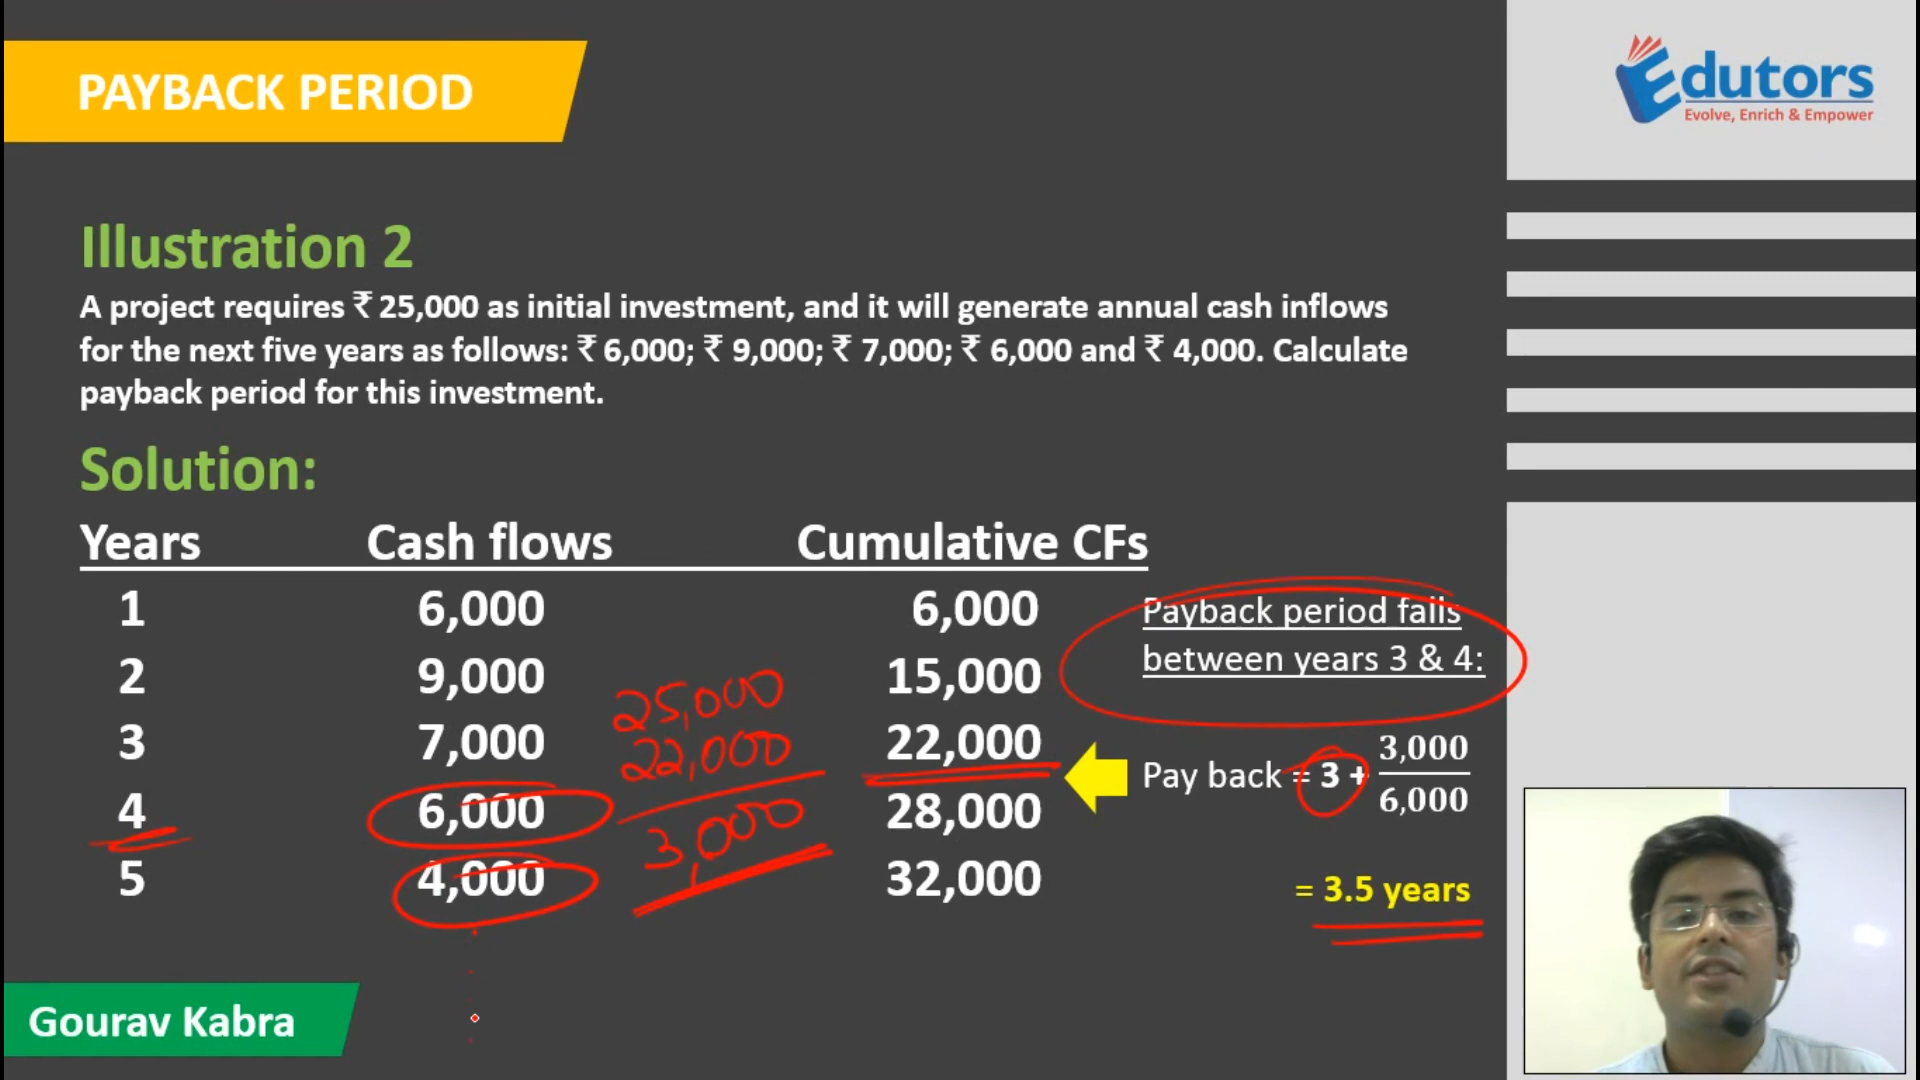 PAYBACK PERIOD
Edutors
Evolve, Enrich & Empower
Illustration 2
A project requires ₹ 25,000 as initial investment, and it will generate annual cash inflows
for the next five years as follows: ₹ 6,000; ₹ 9,000; ₹ 7,000; ₹ 6,000 and ₹ 4,000. Calculate
payback period for this investment.
Solution:
Years Cash flows Cumulative CFs
1 6,000 6,000
2 9,000 15,000
3 7,000 22,000
4 6,000 28,000
5 4,000 32,000
25,000
22,000
3,000
Payback period falls
between years 3 & 4:
Pay back = 3 + 3,000/6,000
= 3.5 years
Gourav Kabra